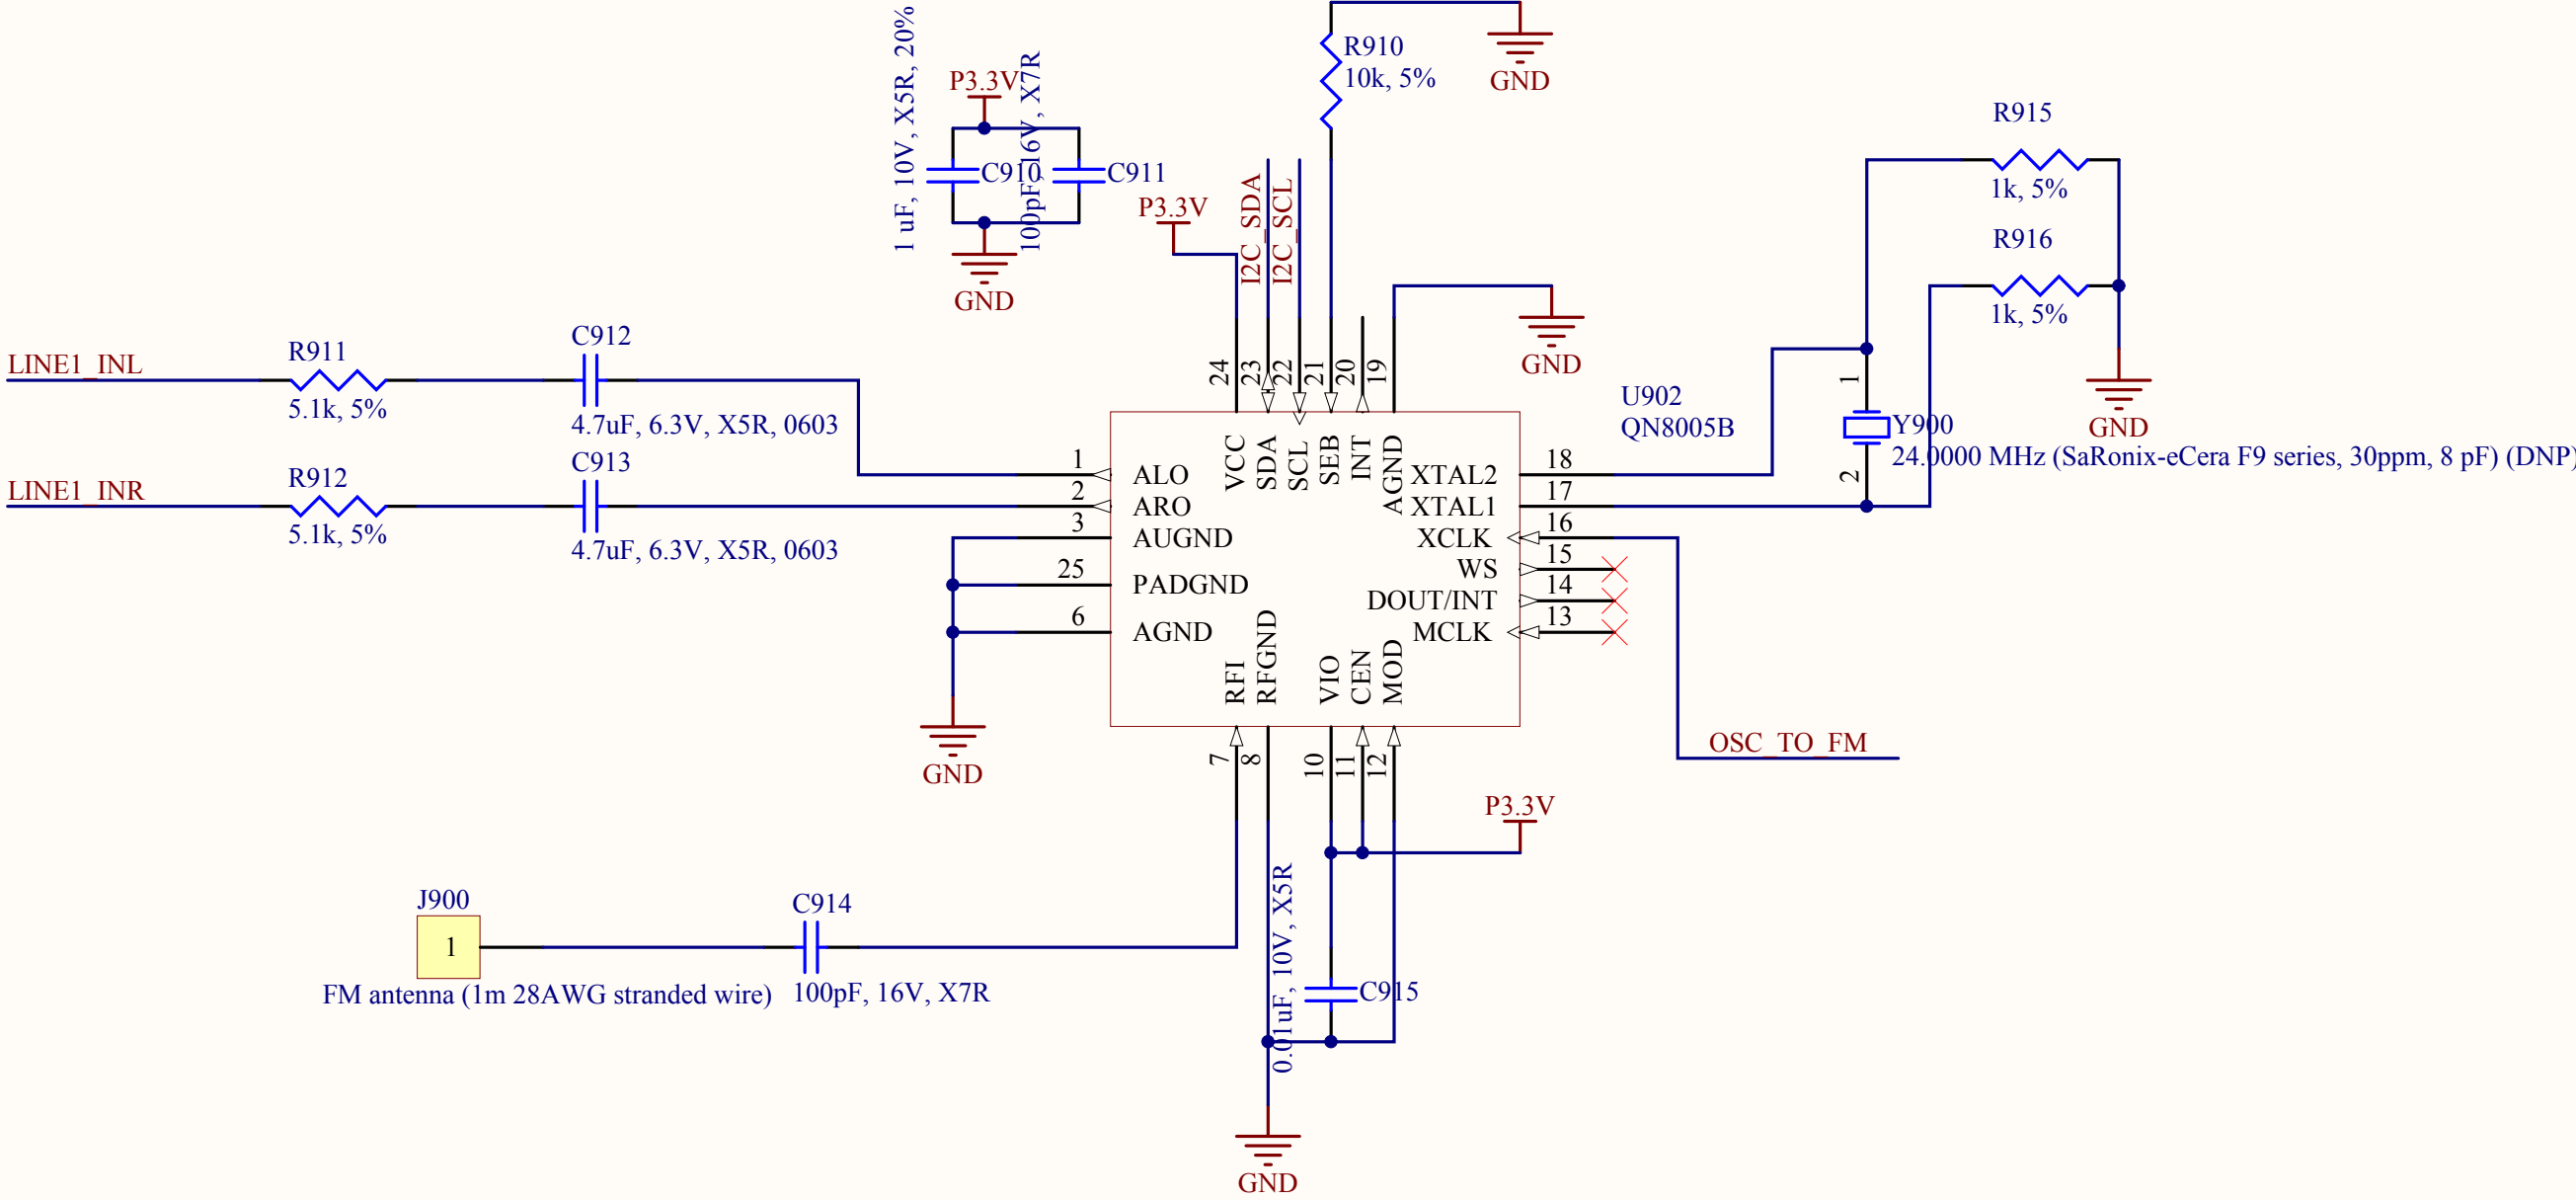 R910
10k, 5%
GND
1 uF, 10V, X5R, 20%
P3.3V
100pF, 16V, X7R
C910
C911
GND
P3.3V
I2C_SDA
I2C_SCL
GND
R915
1k, 5%
R916
1k, 5%
GND
LINE1_INL
R911
5.1k, 5%
C912
4.7uF, 6.3V, X5R, 0603
LINE1_INR
R912
5.1k, 5%
C913
4.7uF, 6.3V, X5R, 0603
U902
QN8005B
1
2
Y900
24.0000 MHz (SaRonix-eCera F9 series, 30ppm, 8 pF) (DNP)
24
23
22
21
20
19
VCC
SDA
SCL
SEB
INT
AGND
1
ALO
2
ARO
3
AUGND
25
PADGND
6
AGND
XTAL2
18
XTAL1
17
XCLK
16
WS
15
DOUT/INT
14
MCLK
13
RFI
RFGND
VIO
CEN
MOD
7
8
10
11
12
GND
OSC_TO_FM
P3.3V
J900
1
FM antenna (1m 28AWG stranded wire)
C914
100pF, 16V, X7R
0.01uF, 10V, X5R
C915
GND